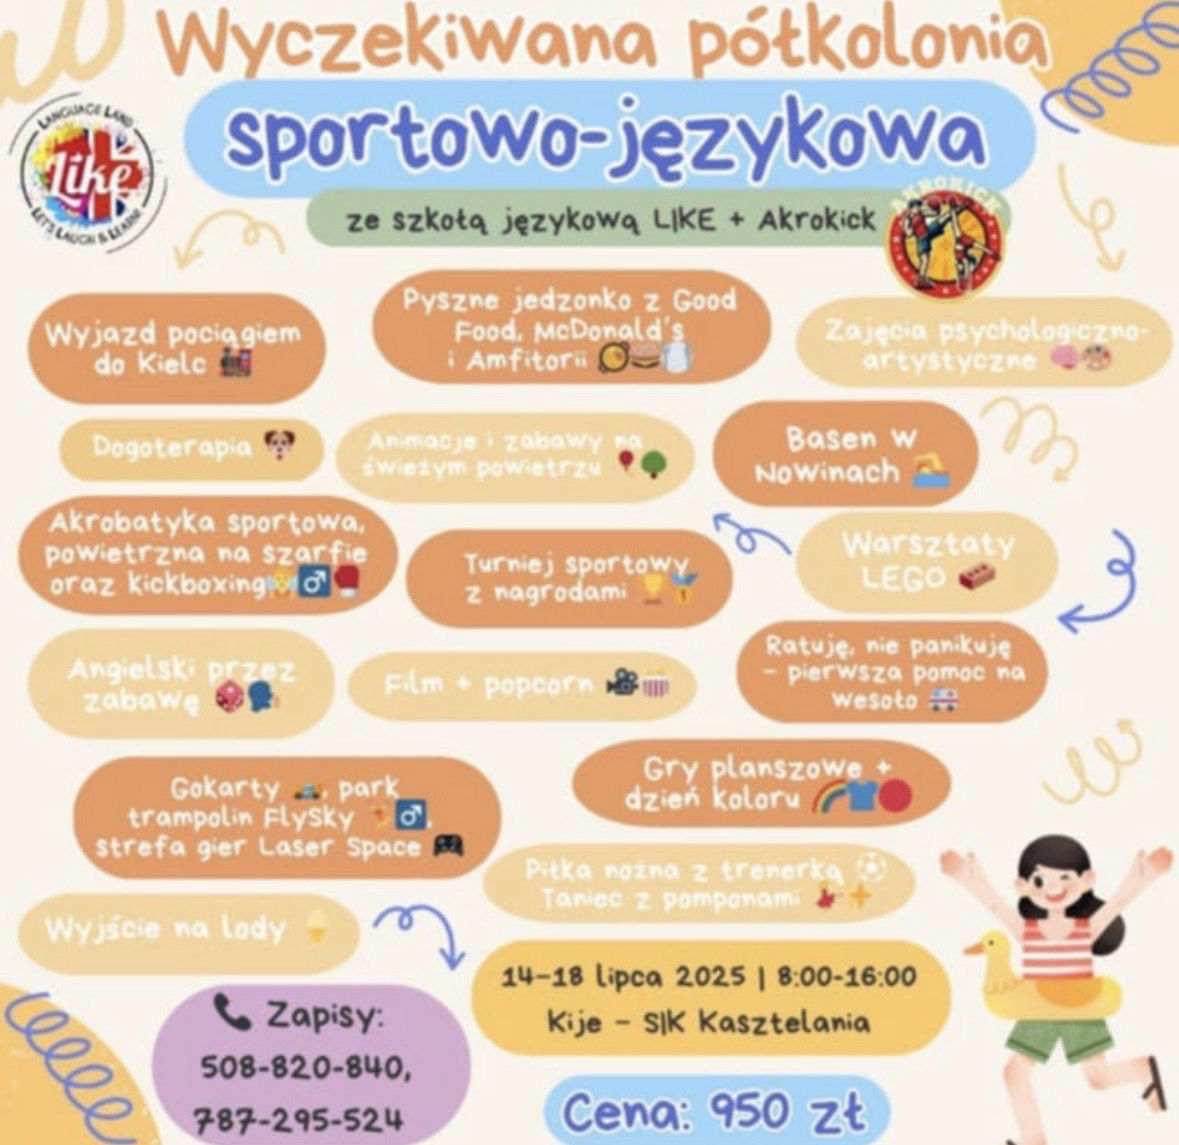 Wyczekiwana półkolonia
sportowo-językowa
ze szkołą językową LIKE + Akrokick
LANGUAGE LAND
Like
LET'S LAUGH & LEARN!
AKROKICK
Wyjazd pociągiem
do Kielc
Pyszne jedzonko z Good
Food, McDonald's
i Amfitorii
Zajęcia psychologiczno-
artystyczne
Dogoterapia
Animacje i zabawy na
świeżym powietrzu
Basen w
Nowinach
Akrobatyka sportowa,
powietrzna na szarfie
oraz kickboxing
Turniej sportowy
z nagrodami
Warsztaty
LEGO
Angielski przez
zabawę
Film + popcorn
Ratuję, nie panikuję
- pierwsza pomoc na
wesoło
Gokarty, park
trampolin FlySky,
strefa gier Laser Space
Gry planszowe +
dzień koloru
Piłka nożna z trenerką
Taniec z pomponami
Wyjście na lody
14-18 lipca 2025 | 8:00-16:00
Kije - SIK Kasztelania
Zapisy:
508-820-840,
787-295-524
Cena: 950 zł